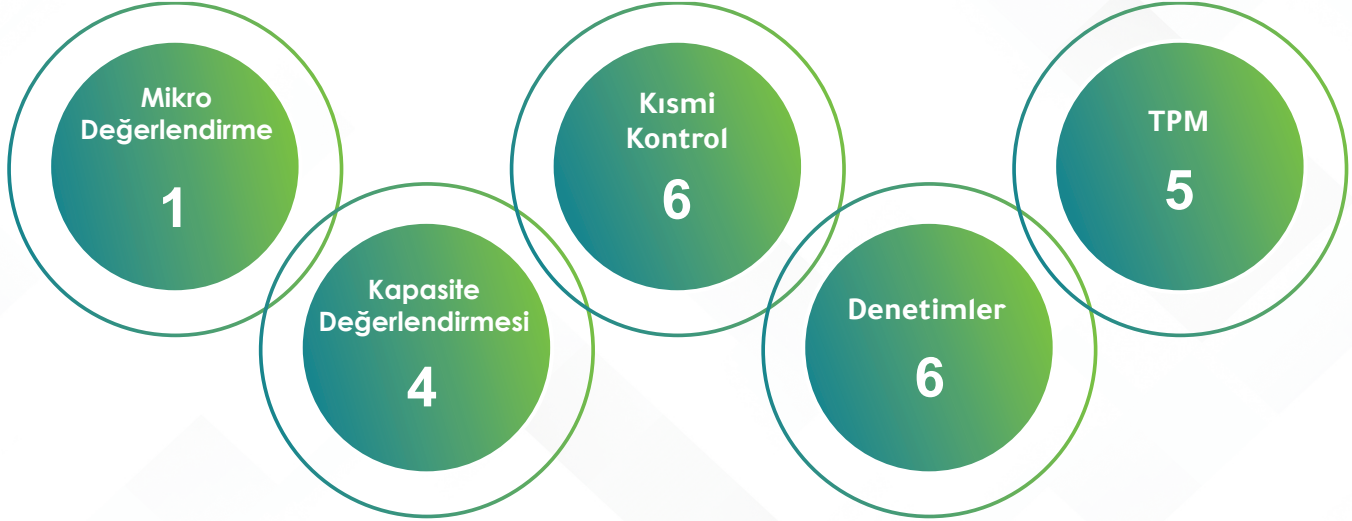 Mikro
Değerlendirme
1
Kapasite
Değerlendirmesi
4
Kısmi
Kontrol
6
Denetimler
6
TPM
5